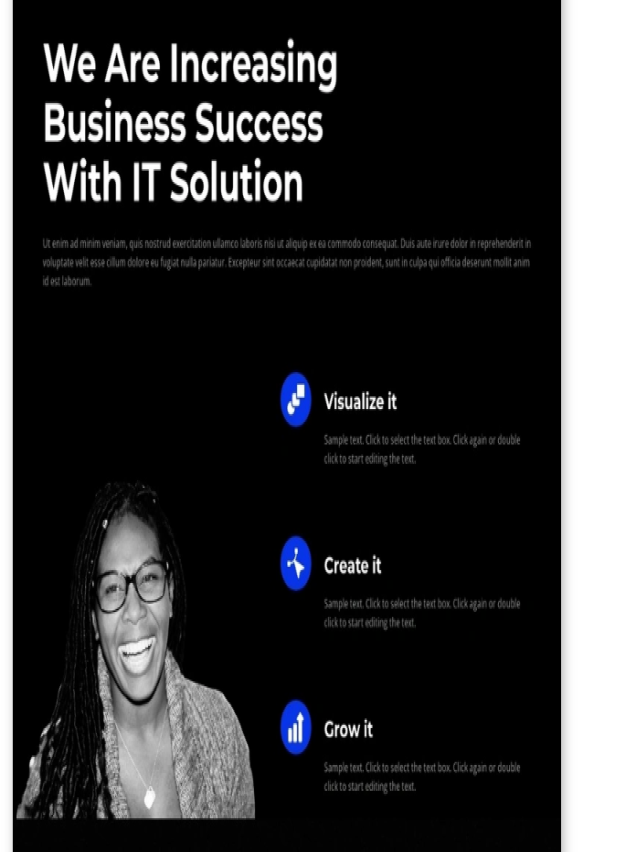 We Are Increasing
Business Success
With IT Solution
Ut enim ad minim veniam, quis nostrud exercitation ullamco laboris nisi ut aliquip ex ea commodo consequat. Duis aute irure dolor in reprehenderit in
voluptate velit esse cillum dolore eu fugiat nulla pariatur. Excepteur sint occaecat cupidatat non proident, sunt in culpa qui officia deserunt mollit anim
id est laborum.
Visualize it
Sample text. Click to select the text box. Click again or double
click to start editing the text.
Create it
Sample text. Click to select the text box. Click again or double
click to start editing the text.
Grow it
Sample text. Click to select the text box. Click again or double
click to start editing the text.